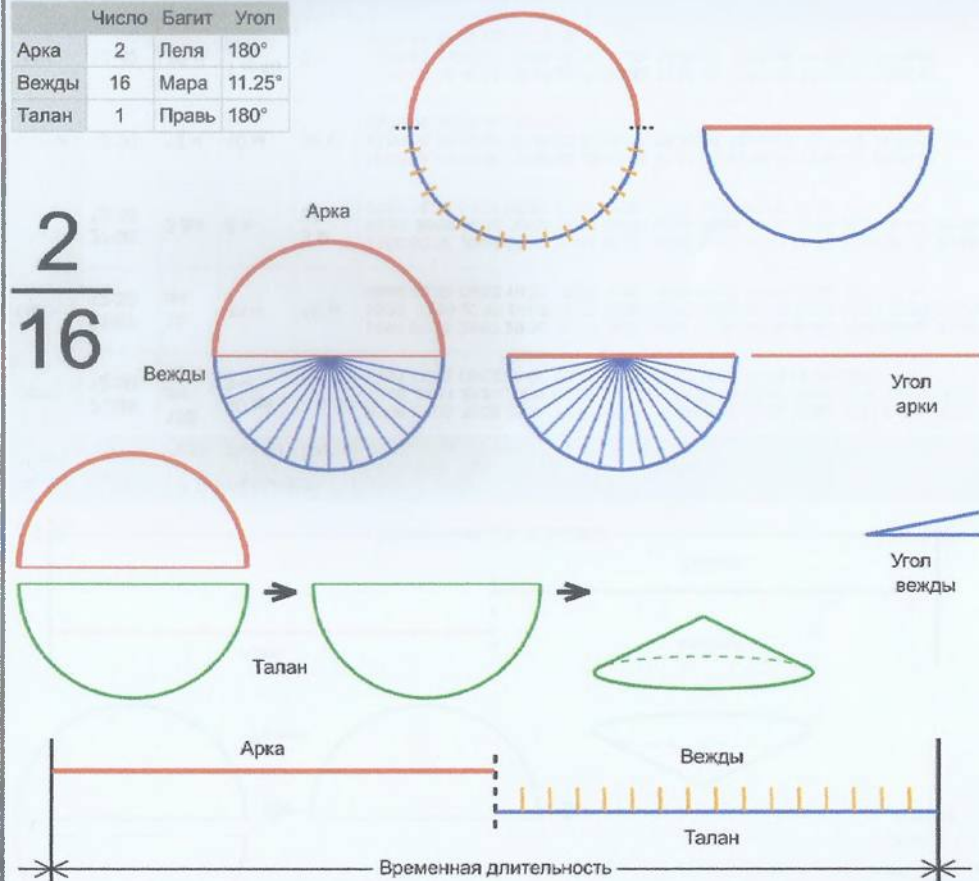 Число Багит Угол
Арка 2 Леля 180°
Вежды 16 Мара 11.25°
Талан 1 Правь 180°
2
16
Арка
Вежды
Угол
арки
Угол
вежды
Талан
Арка
Вежды
Талан
Временная длительность